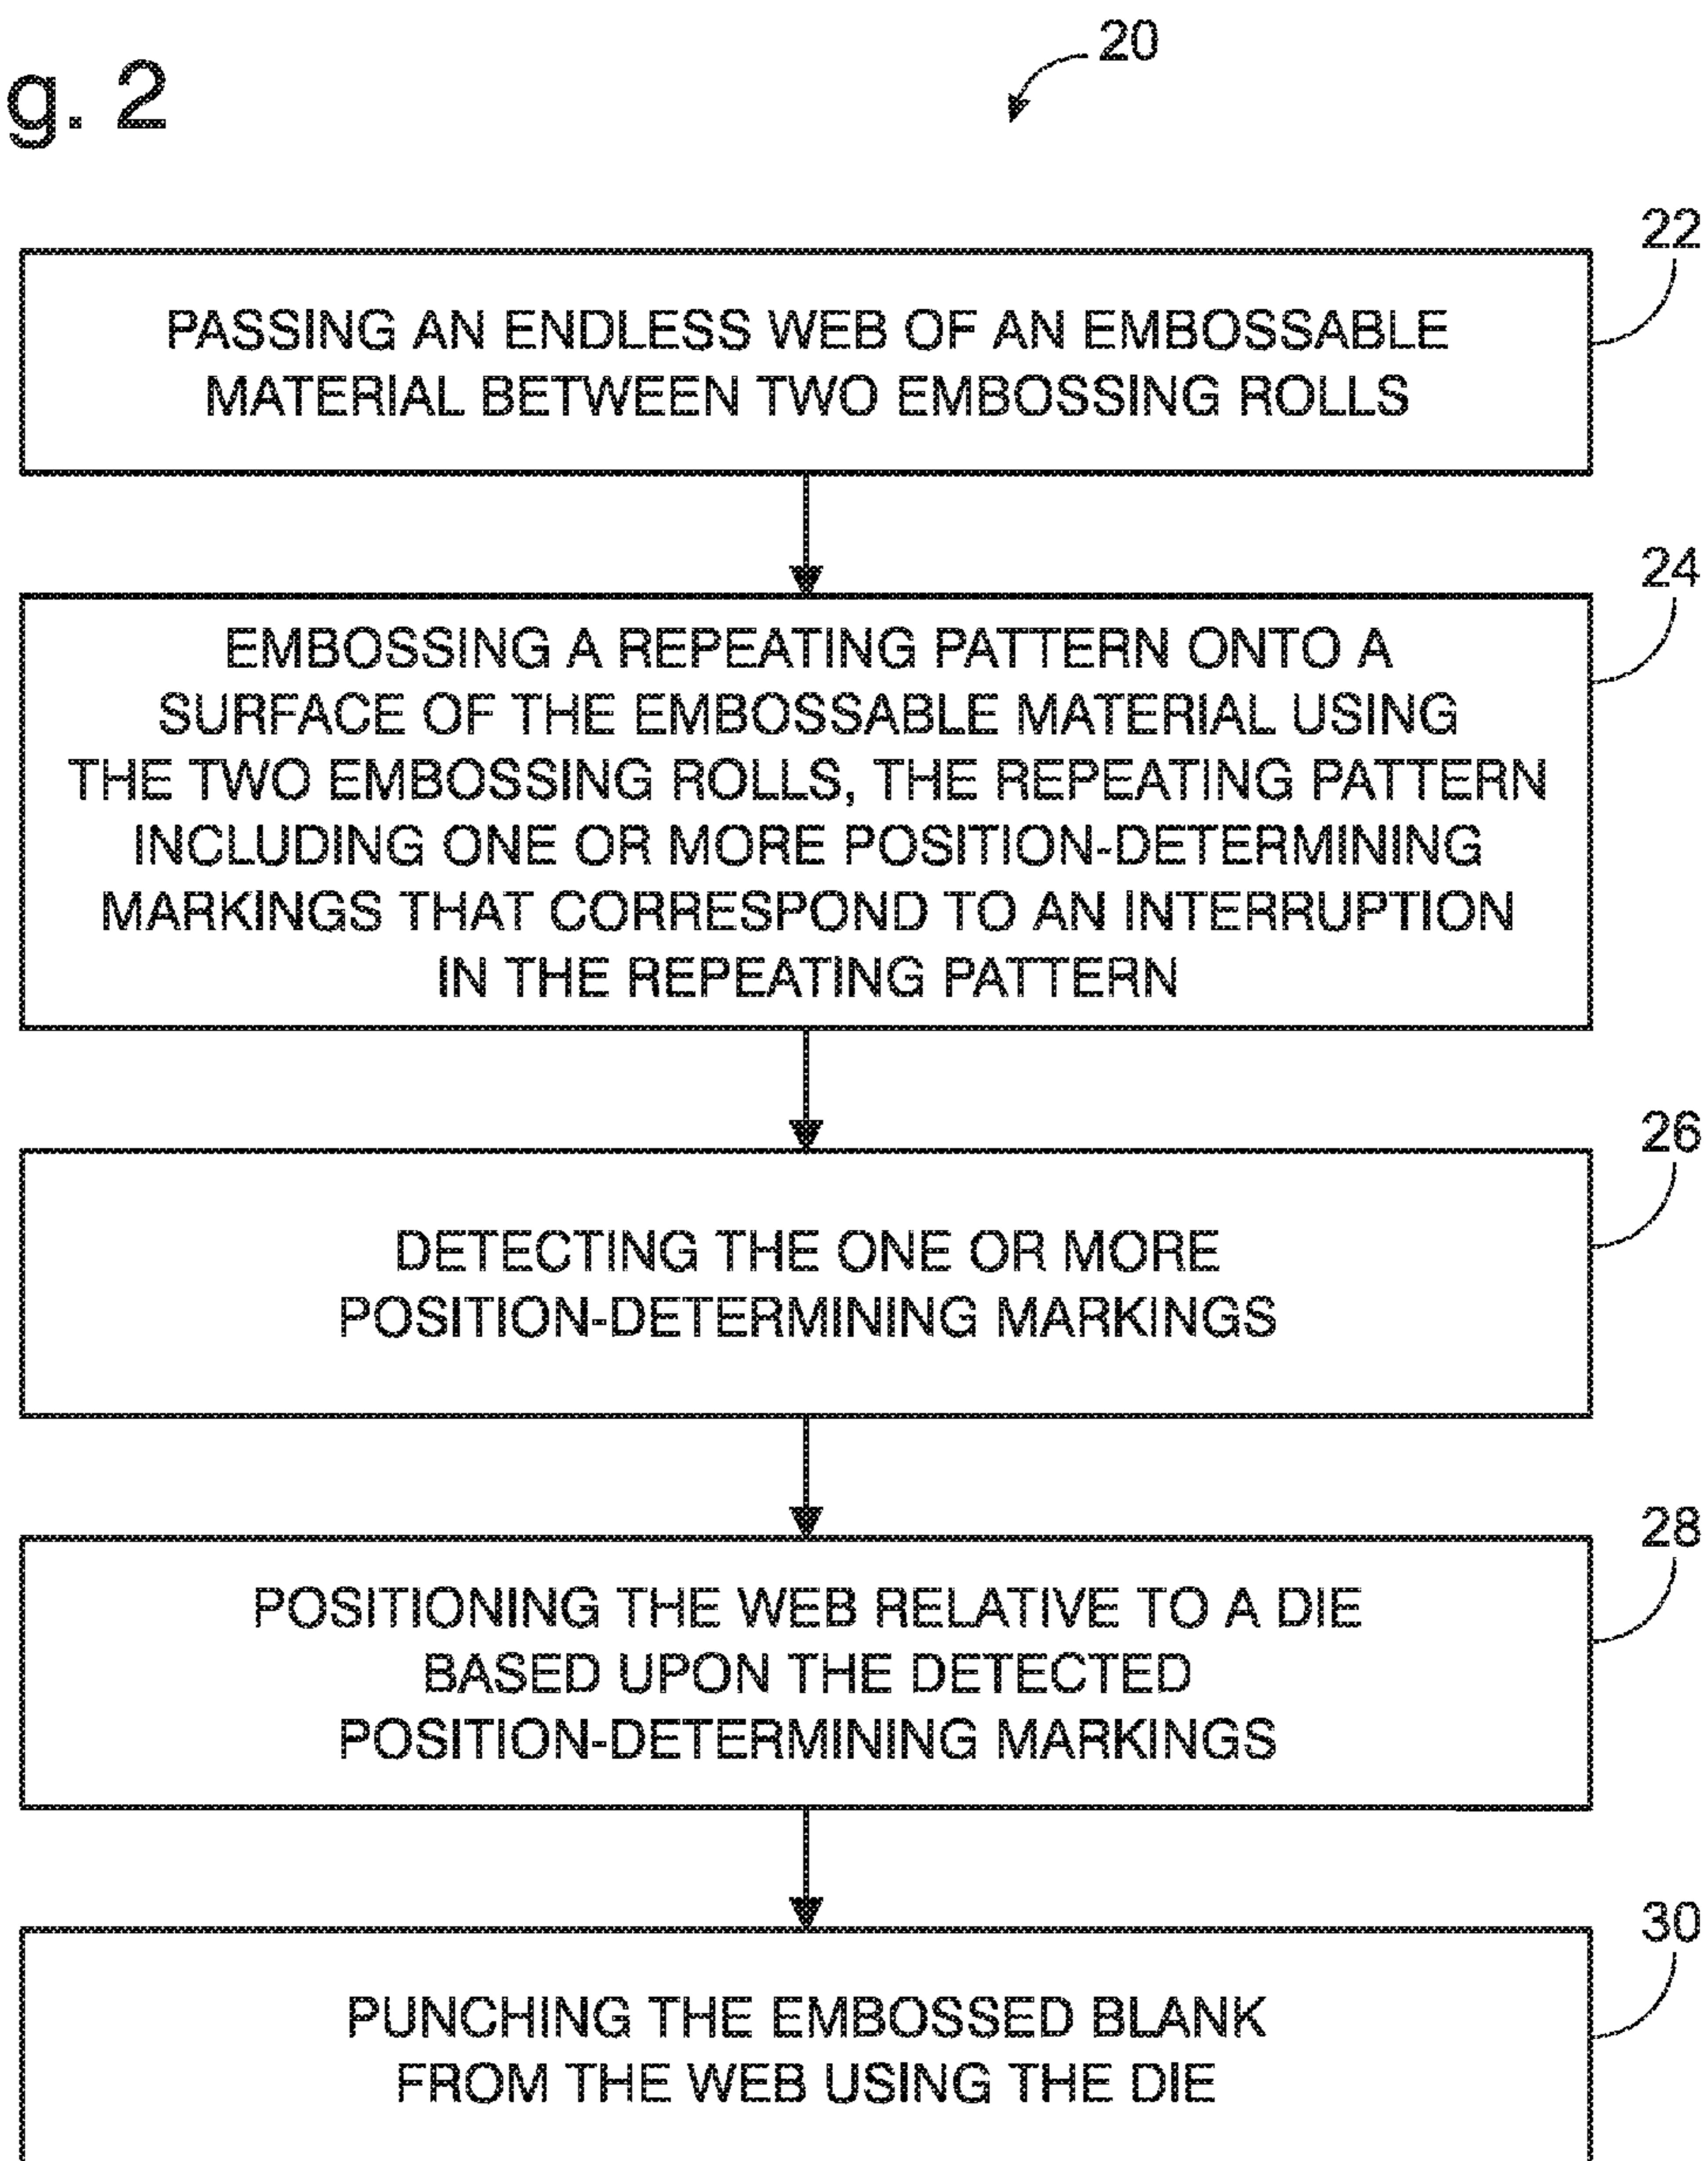 g. 2
20
22
PASSING AN ENDLESS WEB OF AN EMBOSSABLE
MATERIAL BETWEEN TWO EMBOSSING ROLLS
24
EMBOSSING A REPEATING PATTERN ONTO A
SURFACE OF THE EMBOSSABLE MATERIAL USING
THE TWO EMBOSSING ROLLS, THE REPEATING PATTERN
INCLUDING ONE OR MORE POSITION-DETERMINING
MARKINGS THAT CORRESPOND TO AN INTERRUPTION
IN THE REPEATING PATTERN
26
DETECTING THE ONE OR MORE
POSITION-DETERMINING MARKINGS
28
POSITIONING THE WEB RELATIVE TO A DIE
BASED UPON THE DETECTED
POSITION-DETERMINING MARKINGS
30
PUNCHING THE EMBOSSED BLANK
FROM THE WEB USING THE DIE